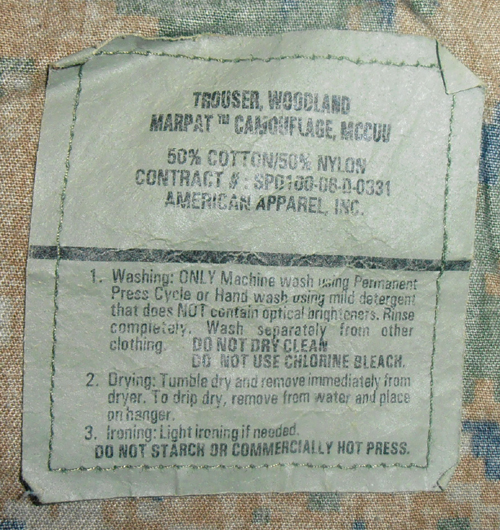 TROUSER, WOODLAND
MARPAT™ CAMOUFLAGE, MCCUU
50% COTTON/50% NYLON
CONTRACT # : SP0100-06-D-0331
AMERICAN APPAREL, INC.
1. Washing: ONLY Machine wash using Permanent
Press Cycle or Hand wash using mild detergent
that does NOT contain optical brighteners. Rinse
completely. Wash separately from other
clothing. DO NOT DRY CLEAN
DO NOT USE CHLORINE BLEACH.
2. Drying: Tumble dry and remove immediately from
dryer. To drip dry, remove from water and place
on hanger.
3. Ironing: Light ironing if needed.
DO NOT STARCH OR COMMERCIALLY HOT PRESS.